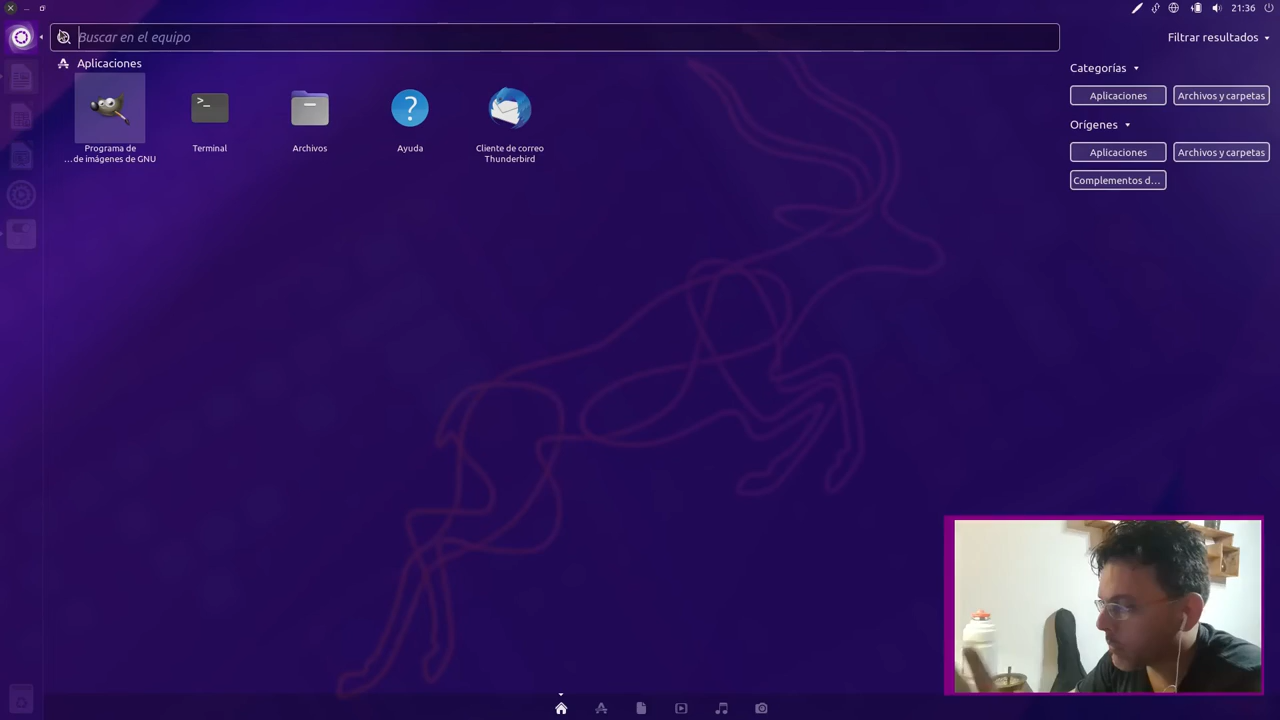 21:36
Buscar en el equipo
Filtrar resultados
Aplicaciones
Categorías
Aplicaciones
Archivos y carpetas
Orígenes
Aplicaciones
Archivos y carpetas
Complementos d...
Programa de
...de imágenes de GNU
>_
Terminal
Archivos
?
Ayuda
Cliente de correo
Thunderbird